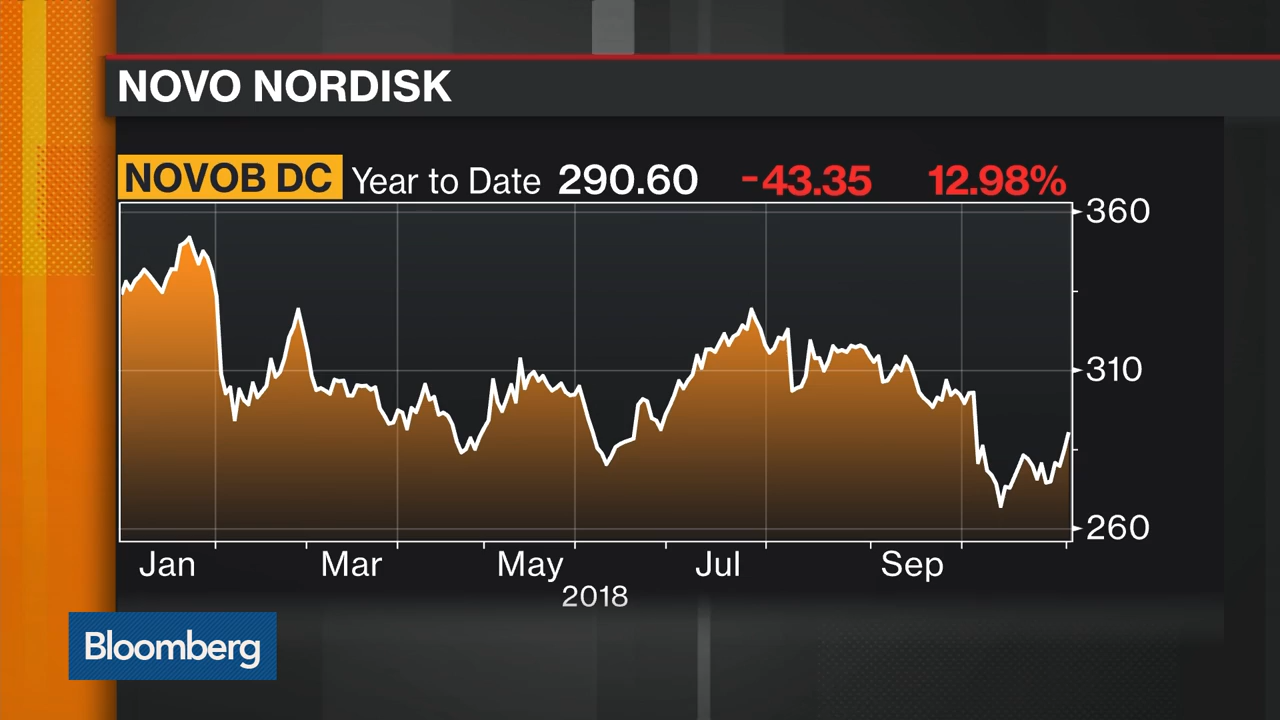 NOVO NORDISK
NOVOB DC Year to Date 290.60 -43.35 12.98%
360
310
260
Jan Mar May Jul Sep
2018
Bloomberg